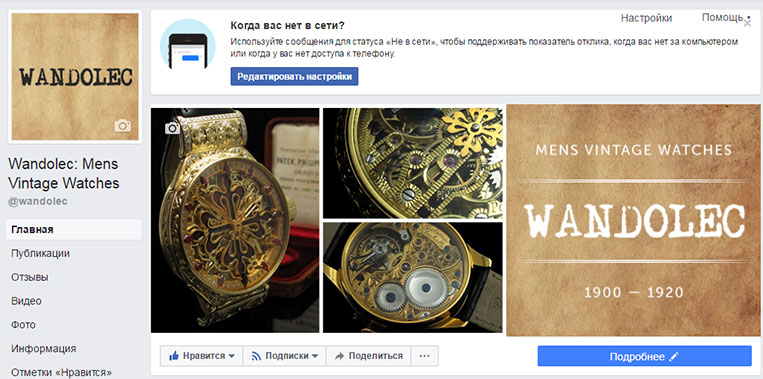 Когда вас нет в сети?
Настройки
Помощь
Используйте сообщения для статуса «Не в сети», чтобы поддерживать показатель отклика, когда вас нет за компьютером
или когда у вас нет доступа к телефону.
Редактировать настройки
WANDOLEC
Wandolec: Mens
Vintage Watches
@wandolec
Главная
Публикации
Отзывы
Видео
Фото
Информация
Отметки «Нравится»
MENS VINTAGE WATCHES
WANDOLEC
1900 — 1920
Нравится
Подписки
Поделиться
Подробнее